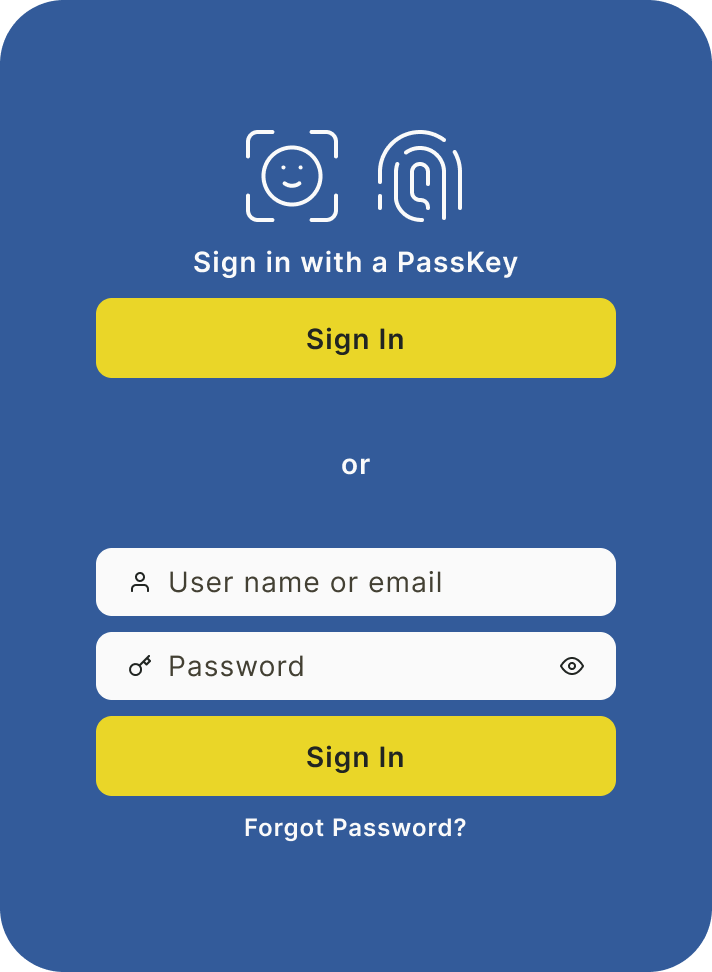 Sign in with a PassKey
Sign In
or
User name or email
Password
Sign In
Forgot Password?